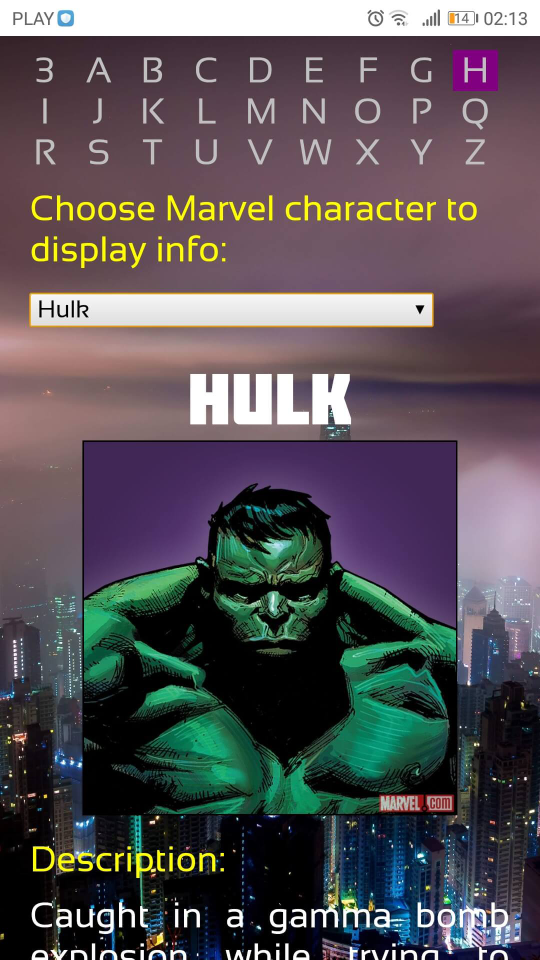 PLAY 14 02:13
3 A B C D E F G H
I J K L M N O P Q
R S T U V W X Y Z
Choose Marvel character to
display info:
Hulk
HULK
MARVEL.com
Description:
Caught in a gamma bomb
explosion while trying to